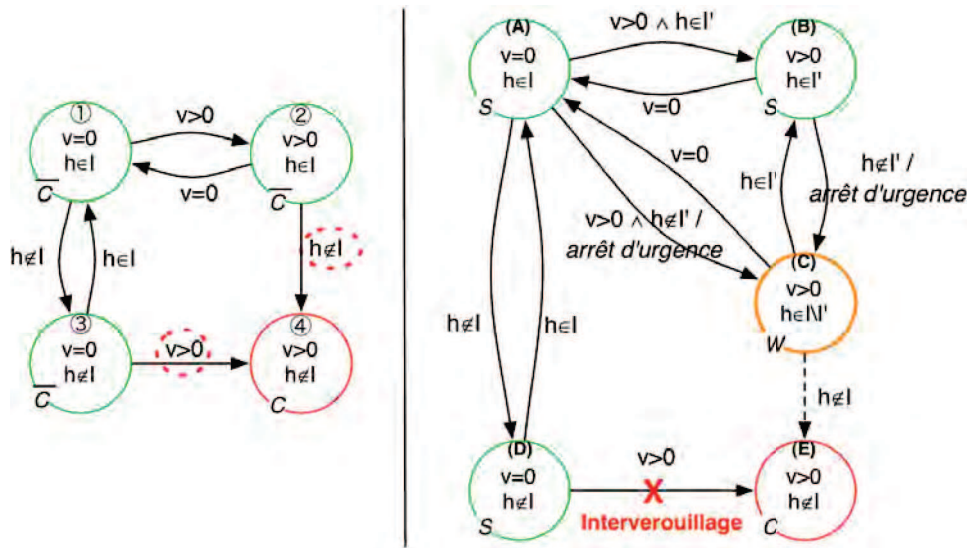 ①
v=0
h∈I
C
v>0
v=0
②
v>0
h∈I
C
h∉I
h∈I
h∉I
③
v=0
h∉I
C
v>0
④
v>0
h∉I
C
(A)
v=0
h∈I
S
v>0 ∧ h∈I'
v=0
(B)
v>0
h∈I'
S
v=0
v>0 ∧ h∉I' /
arrêt d'urgence
h∈I'
h∉I' /
arrêt d'urgence
(C)
v>0
h∈I\I'
W
h∉I
h∈I
h∉I
(D)
v=0
h∉I
S
v>0
X
Interverouillage
(E)
v>0
h∉I
C